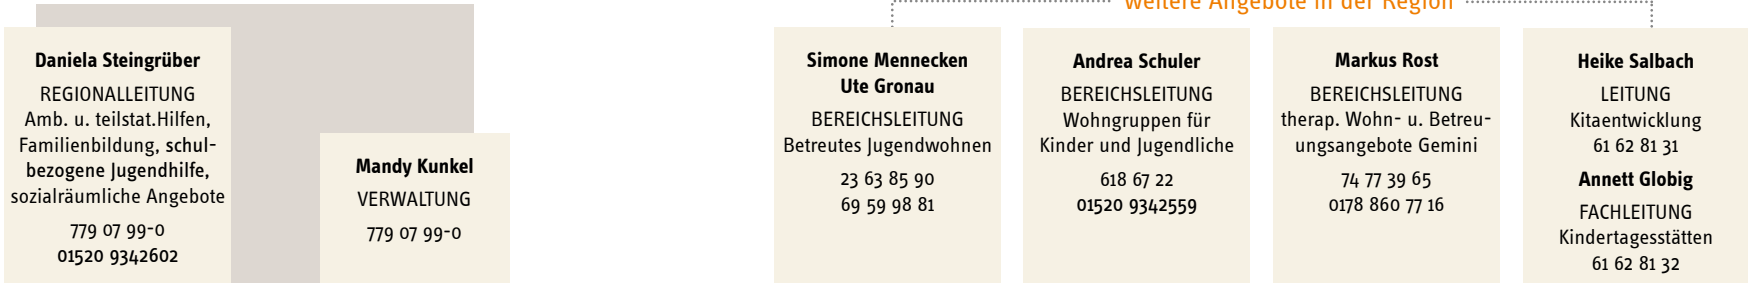 Weitere Angebote in der Region
Daniela Steingrüber
REGIONALLEITUNG
Amb. u. teilstat.Hilfen,
Familienbildung, schul-
bezogene Jugendhilfe,
sozialräumliche Angebote
779 07 99-0
01520 9342602
Mandy Kunkel
VERWALTUNG
779 07 99-0
Simone Mennecken
Ute Gronau
BEREICHSLEITUNG
Betreutes Jugendwohnen
23 63 85 90
69 59 98 81
Andrea Schuler
BEREICHSLEITUNG
Wohngruppen für
Kinder und Jugendliche
618 67 22
01520 9342559
Markus Rost
BEREICHSLEITUNG
therap. Wohn- u. Betreu-
ungsangebote Gemini
74 77 39 65
0178 860 77 16
Heike Salbach
LEITUNG
Kitaentwicklung
61 62 81 31
Annett Globig
FACHLEITUNG
Kindertagesstätten
61 62 81 32